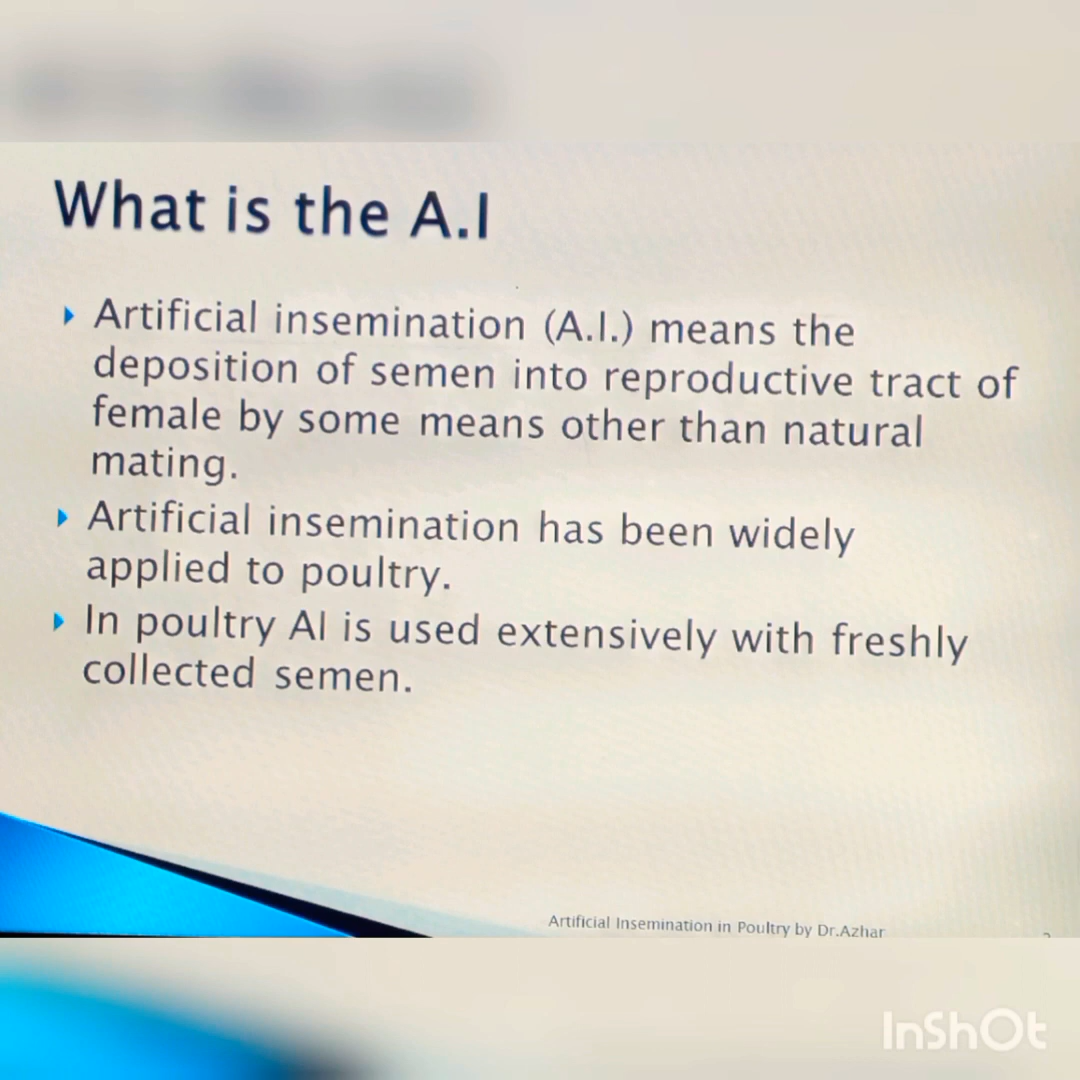 What is the A.I
Artificial insemination (A.I.) means the
deposition of semen into reproductive tract of
female by some means other than natural
mating.
Artificial insemination has been widely
applied to poultry.
In poultry AI is used extensively with freshly
collected semen.
Artificial Insemination in Poultry by Dr.Azhar
InShOt